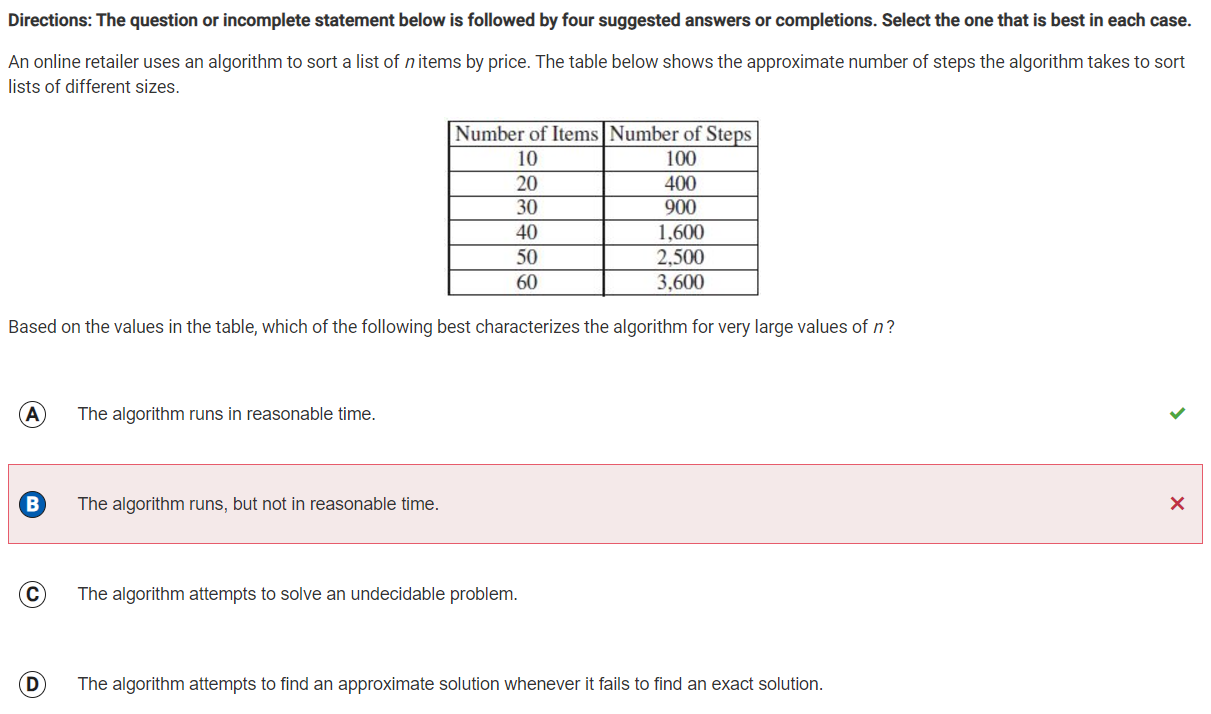 Directions: The question or incomplete statement below is followed by four suggested answers or completions. Select the one that is best in each case.
An online retailer uses an algorithm to sort a list of n items by price. The table below shows the approximate number of steps the algorithm takes to sort
lists of different sizes.
Number of Items Number of Steps
10 100
20 400
30 900
40 1,600
50 2,500
60 3,600
Based on the values in the table, which of the following best characterizes the algorithm for very large values of n?
A The algorithm runs in reasonable time.
B The algorithm runs, but not in reasonable time.
C The algorithm attempts to solve an undecidable problem.
D The algorithm attempts to find an approximate solution whenever it fails to find an exact solution.